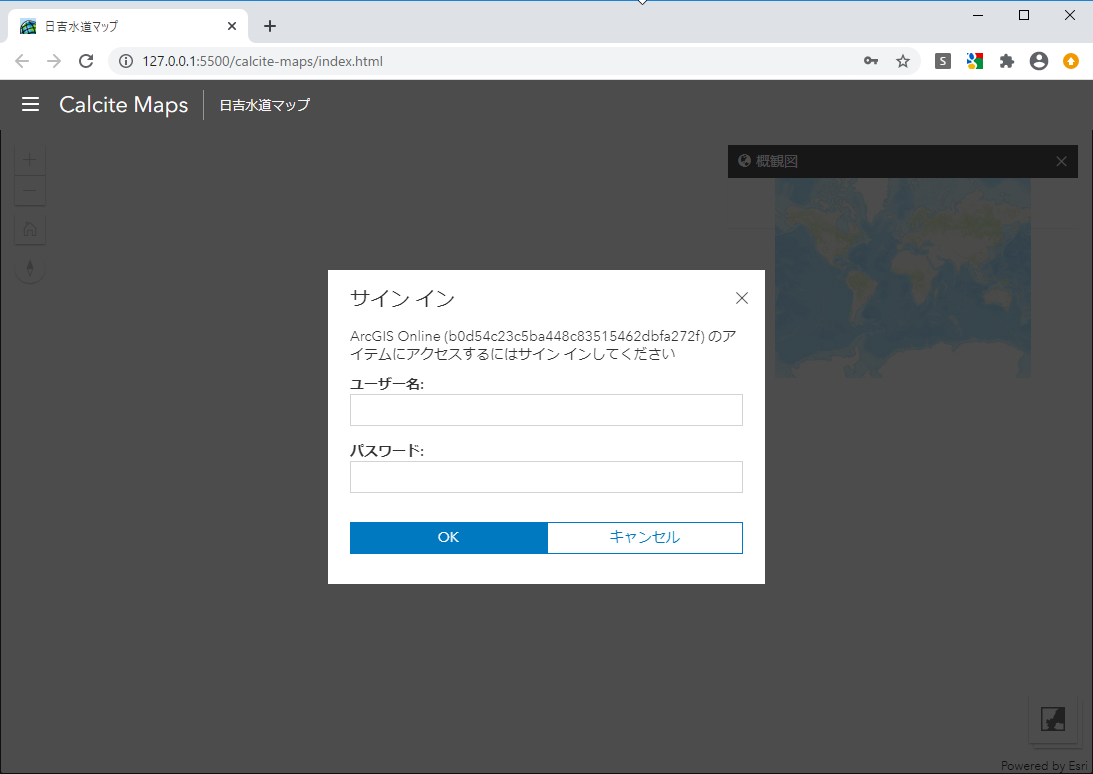 日吉水道マップ
127.0.0.1:5500/calcite-maps/index.html
S
Calcite Maps
日吉水道マップ
概観図
サイン イン
ArcGIS Online (b0d54c23c5ba448c83515462dbfa272f) のア
イテムにアクセスするにはサイン インしてください
ユーザー名:
パスワード:
OK
キャンセル
Powered by Esri